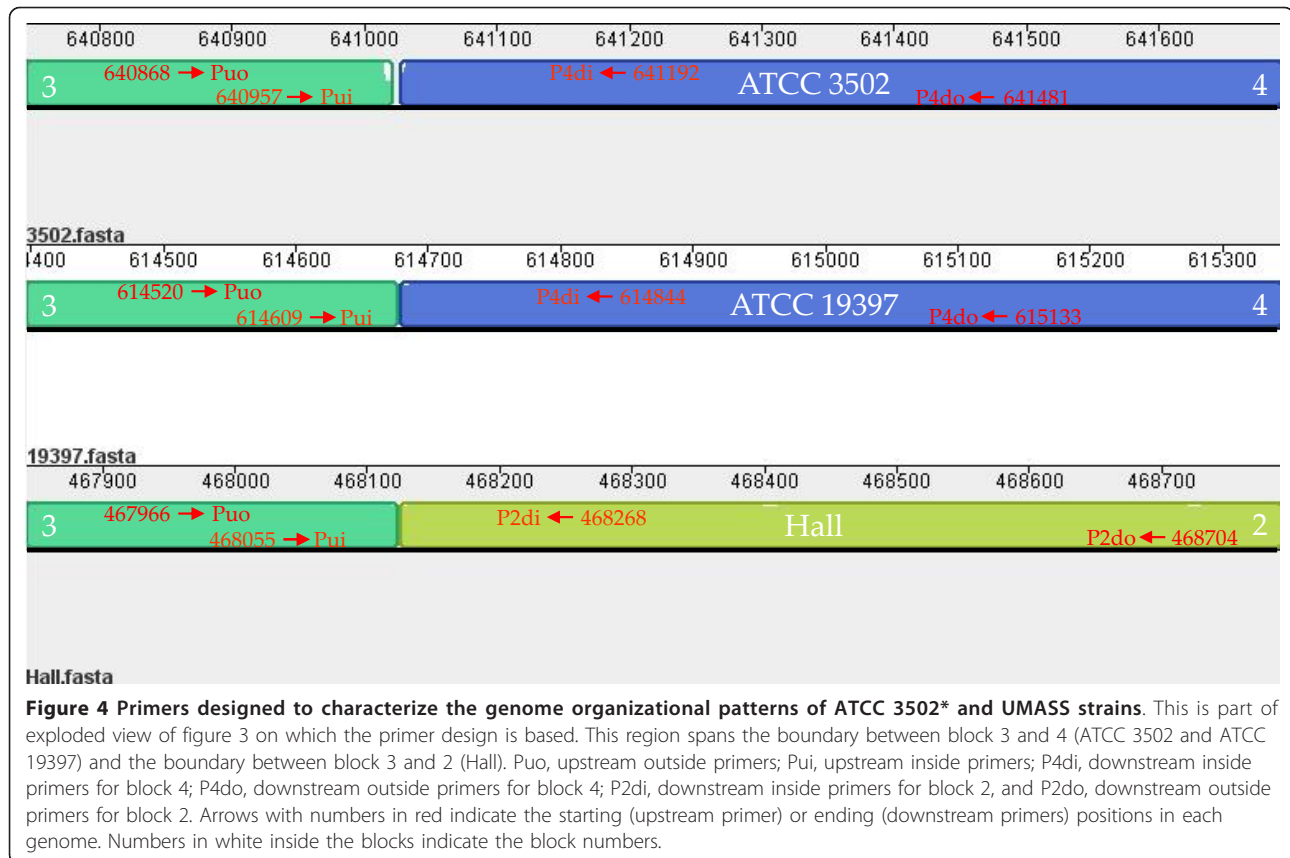 640800 640900 641000 641100 641200 641300 641400 641500 641600
640868 → Puo P4di ← 641192
3 ATCC 3502 4
640957 → Pui P4do ← 641481
3502.fasta
4400 614500 614600 614700 614800 614900 615000 615100 615200 615300
614520 → Puo P4di ← 614844
3 ATCC 19397 4
614609 → Pui P4do ← 615133
19397.fasta
467900 468000 468100 468200 468300 468400 468500 468600 468700
467966 → Puo P2di ← 468268
3 Hall 2
468055 → Pui P2do ← 468704
Hall.fasta
Figure 4 Primers designed to characterize the genome organizational patterns of ATCC 3502* and UMASS strains. This is part of
exploded view of figure 3 on which the primer design is based. This region spans the boundary between block 3 and 4 (ATCC 3502 and ATCC
19397) and the boundary between block 3 and 2 (Hall). Puo, upstream outside primers; Pui, upstream inside primers; P4di, downstream inside
primers for block 4; P4do, downstream outside primers for block 4; P2di, downstream inside primers for block 2, and P2do, downstream outside
primers for block 2. Arrows with numbers in red indicate the starting (upstream primer) or ending (downstream primers) positions in each
genome. Numbers in white inside the blocks indicate the block numbers.